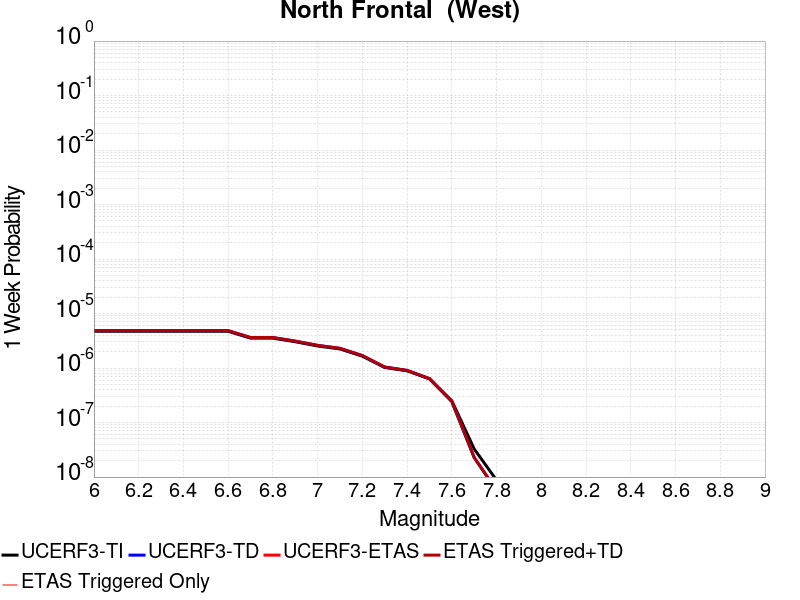 North Frontal  (West)
10^0
10^-1
10^-2
10^-3
10^-4
10^-5
10^-6
10^-7
10^-8
1 Week Probability
6 6.2 6.4 6.6 6.8 7 7.2 7.4 7.6 7.8 8 8.2 8.4 8.6 8.8 9
Magnitude
UCERF3-TI UCERF3-TD UCERF3-ETAS ETAS Triggered+TD
ETAS Triggered Only